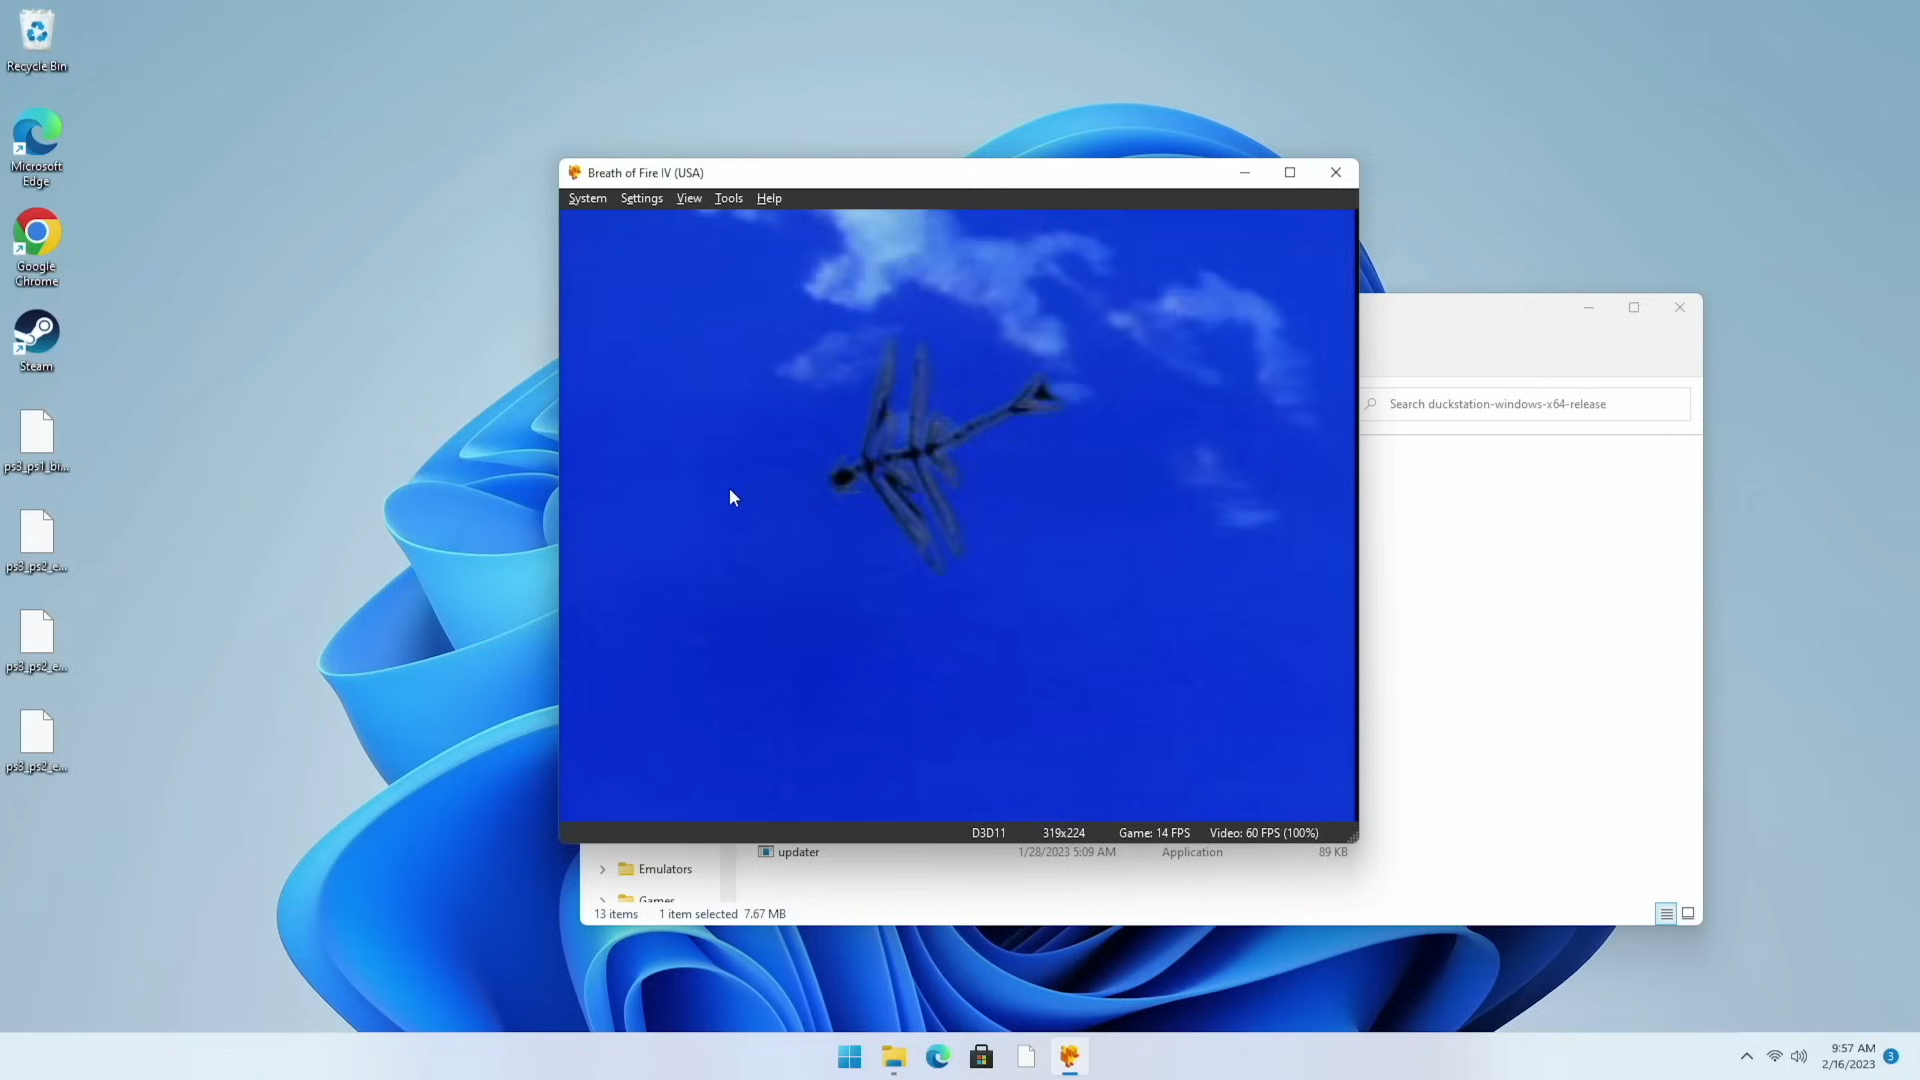 Recycle Bin
Microsoft
Edge
Google
Chrome
Steam
ps3_ps1_bi...
ps3_ps2_e...
ps3_ps2_e...
ps3_ps2_e...
Breath of Fire IV (USA)
System Settings View Tools Help
Search duckstation-windows-x64-release
D3D11 319x224 Game: 14 FPS Video: 60 FPS (100%)
updater 1/28/2023 5:09 AM Application 89 KB
Emulators
Games
13 items 1 item selected 7.67 MB
9:57 AM
2/16/2023
3